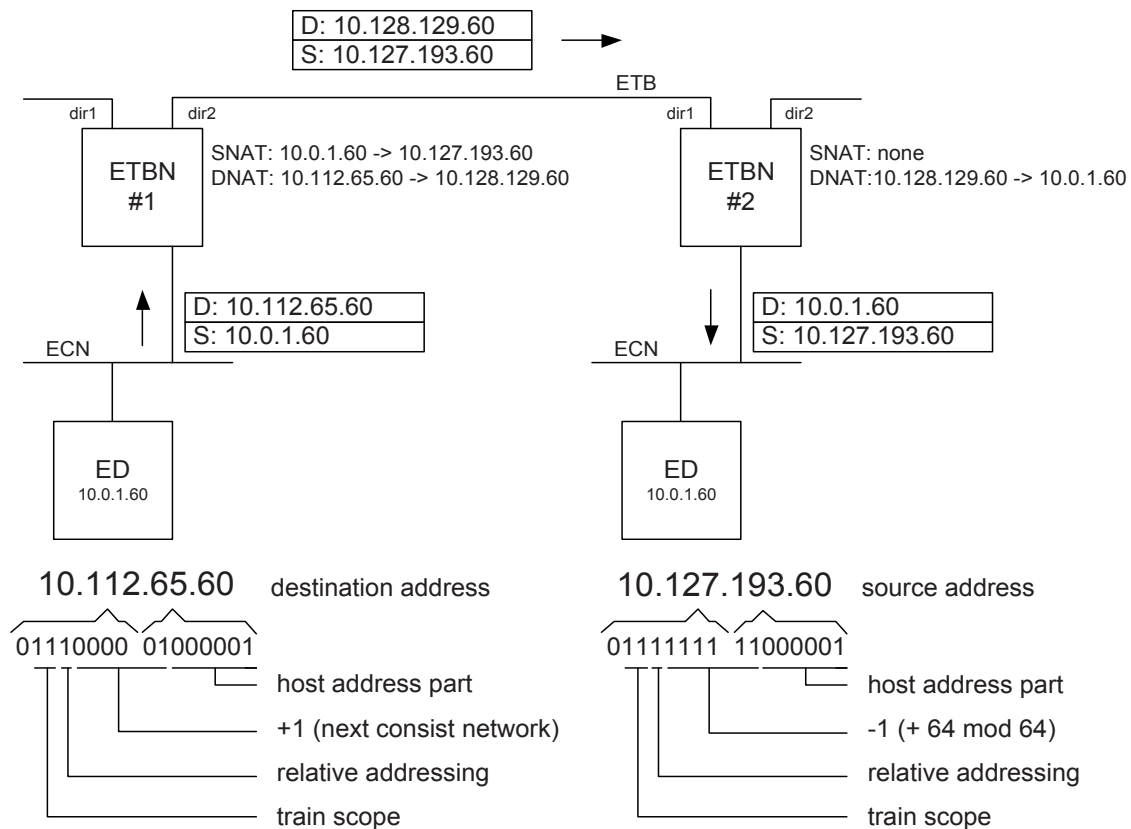 D: 10.128.129.60
S: 10.127.193.60
ETB
dir1
dir2
dir1
dir2
ETBN
#1
SNAT: 10.0.1.60 -> 10.127.193.60
DNAT: 10.112.65.60 -> 10.128.129.60
ETBN
#2
SNAT: none
DNAT:10.128.129.60 -> 10.0.1.60
D: 10.112.65.60
S: 10.0.1.60
D: 10.0.1.60
S: 10.127.193.60
ECN
ECN
ED
10.0.1.60
ED
10.0.1.60
10.112.65.60 destination address
01110000 01000001
host address part
+1 (next consist network)
relative addressing
train scope
10.127.193.60 source address
01111111 11000001
host address part
-1 (+ 64 mod 64)
relative addressing
train scope